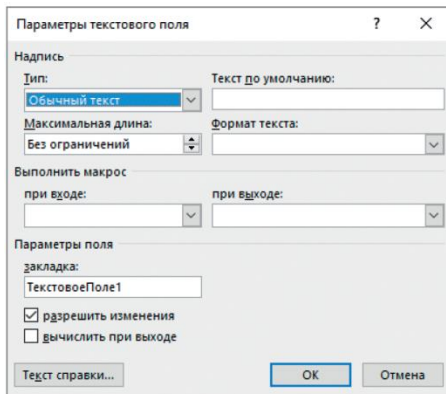 Параметры текстового поля ? ×
Надпись
Тип: Текст по умолчанию:
Обычный текст
Максимальная длина: Формат текста:
Без ограничений
Выполнить макрос
при входе: при выходе:
Параметры поля
закладка:
ТекстовоеПоле1
разрешить изменения
вычислить при выходе
Текст справки... ОК Отмена